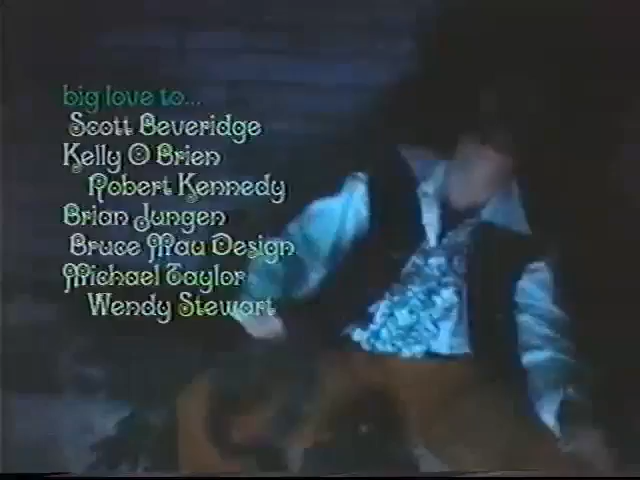 big love to...
Scott Beveridge
Kelly O Brien
Robert Kennedy
Brian Jungen
Bruce Mau Design
Michael Taylor
Wendy Stewart